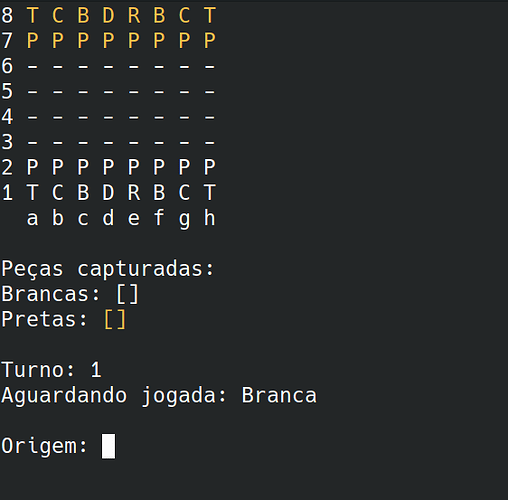 8 T C B D R B C T
7 P P P P P P P P
6 - - - - - - - -
5 - - - - - - - -
4 - - - - - - - -
3 - - - - - - - -
2 P P P P P P P P
1 T C B D R B C T
a b c d e f g h
Peças capturadas:
Brancas: []
Pretas: []
Turno: 1
Aguardando jogada: Branca
Origem: